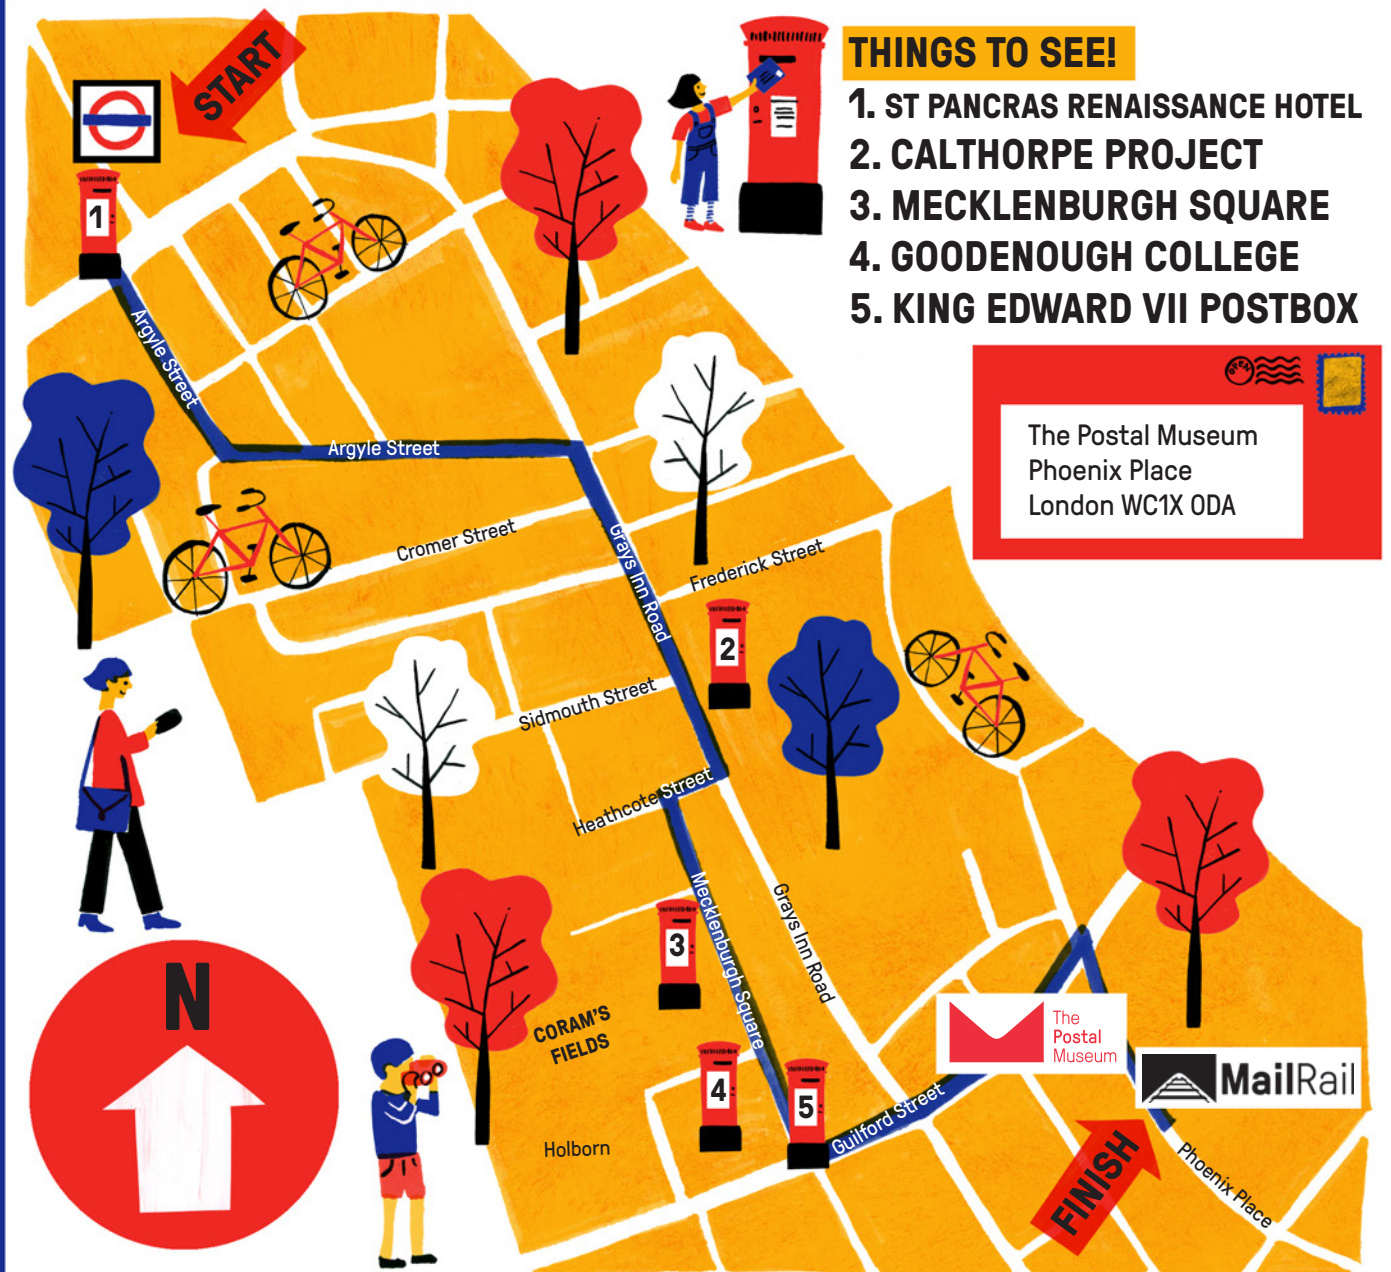 START
THINGS TO SEE!
1. ST PANCRAS RENAISSANCE HOTEL
2. CALTHORPE PROJECT
3. MECKLENBURGH SQUARE
4. GOODENOUGH COLLEGE
5. KING EDWARD VII POSTBOX
The Postal Museum
Phoenix Place
London WC1X 0DA
1
Argyle Street
Argyle Street
Cromer Street
Grays Inn Road
Frederick Street
2
Sidmouth Street
Heathcote Street
Mecklenburgh Square
Grays Inn Road
3
CORAM'S
FIELDS
N
The
Postal
Museum
MailRail
4
5
Guilford Street
Holborn
FINISH
Phoenix Place